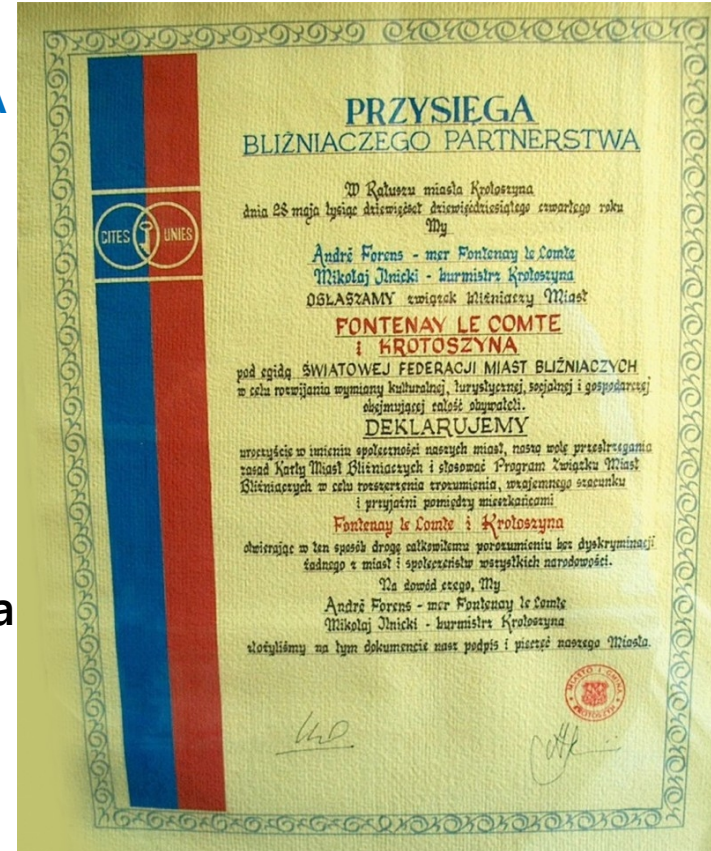 A
a
PRZYSIĘGA
BLIŹNIACZEGO PARTNERSTWA
W Ratuszu miasta Krotoszyna
dnia 28 maja tysiąc dziewięćset dziewięćdziesiątego czwartego roku
My
André Forens - mer Fontenay le Comte
Mikołaj Ilnicki - burmistrz Krotoszyna
OGŁASZAMY związek bliźniaczy Miast
FONTENAY LE COMTE
i KROTOSZYNA
pod egidą ŚWIATOWEJ FEDERACJI MIAST BLIŹNIACZYCH
w celu rozwijania wymiany kulturalnej, turystycznej, socjalnej i gospodarczej
obejmującej całość obywateli.
DEKLARUJEMY
uroczyście w imieniu społeczności naszych miast, naszą wolę przestrzegania
zasad Karty Miast Bliźniaczych i stosować Program Związku Miast
Bliźniaczych w celu rozszerzenia zrozumienia, wzajemnego szacunku
i przyjaźni pomiędzy mieszkańcami
Fontenay le Comte i Krotoszyna
otwierając w ten sposób drogę całkowitemu porozumieniu bez dyskryminacji
żadnego z miast i społeczeństw wszystkich narodowości.
Na dowód czego, My
André Forens - mer Fontenay le Comte
Mikołaj Ilnicki - burmistrz Krotoszyna
złożyliśmy na tym dokumencie nasz podpis i pieczęć naszego Miasta.
CITES UNIES
MIASTO I GMINA
KROTOSZYN